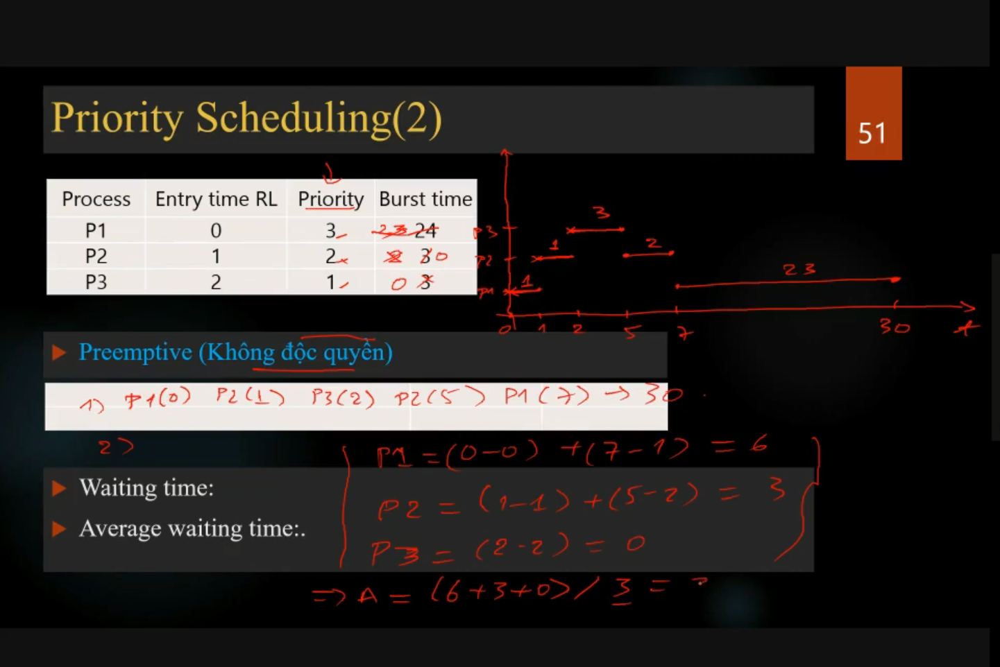 Priority Scheduling(2)
51
Process Entry time RL Priority Burst time
P1 0 3 23 24
P2 1 2 2 3 0
P3 2 1 0 3
3
P3
1 2
P2
23
1
P1
0 1 2 5 7 30 t
Preemptive (Không độc quyền)
1) P1(0) P2(1) P3(2) P2(5) P1(7) → 30
2)
P1 = (0-0) + (7-1) = 6
Waiting time:
P2 = (1-1) + (5-2) = 3
Average waiting time:.
P3 = (2-2) = 0
=> A = (6+3+0) / 3 =